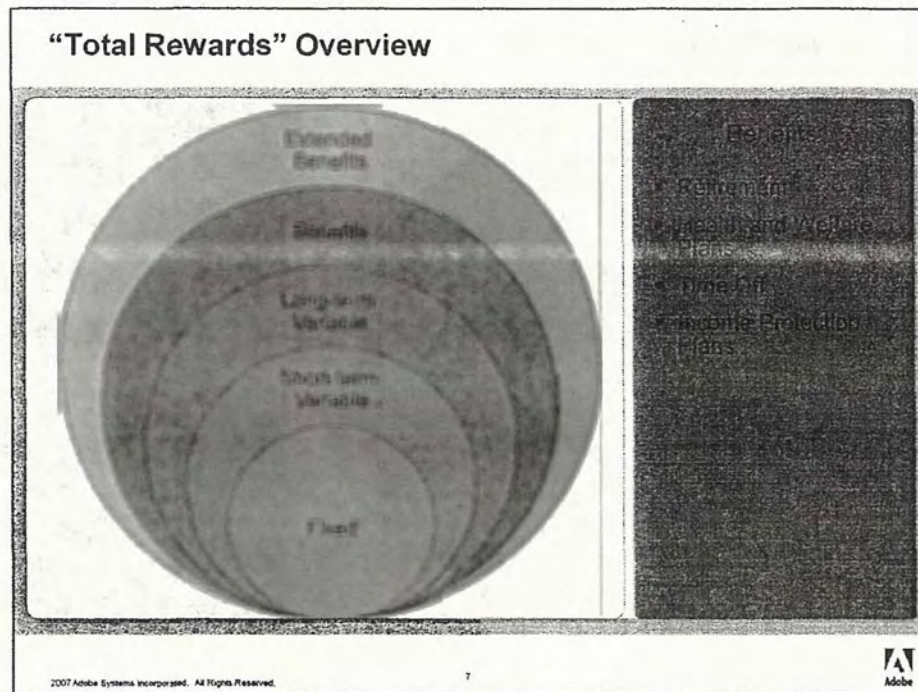 “Total Rewards” Overview
Extended
Benefits
Benefits
Long-term
Variable
Short-term
Variable
Fixed
Benefits
• Retirement
• Health and Welfare
Plans
• Time Off
• Income Protection
Plans
2007 Adobe Systems Incorporated. All Rights Reserved.
7
Adobe